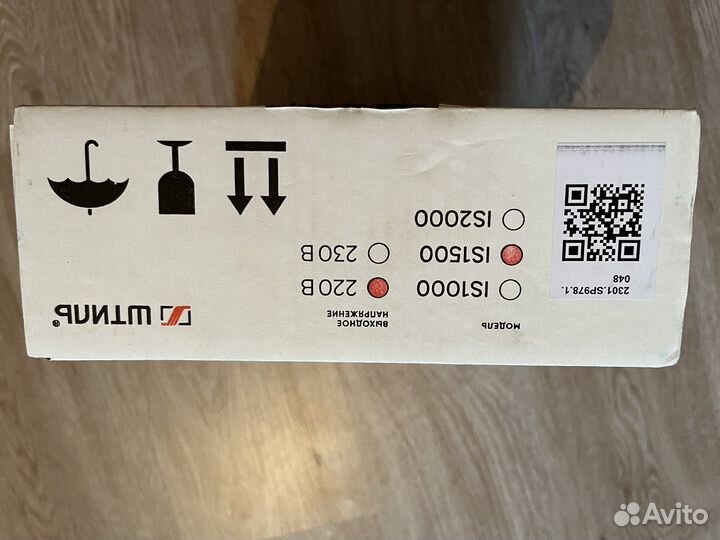 ШТИЛЬ®
ВЫХОДНОЕ
НАПРЯЖЕНИЕ
220 В
230 В
МОДЕЛЬ
IS1000
IS1500
IS2000
2301.SP978.1.
048
Avito